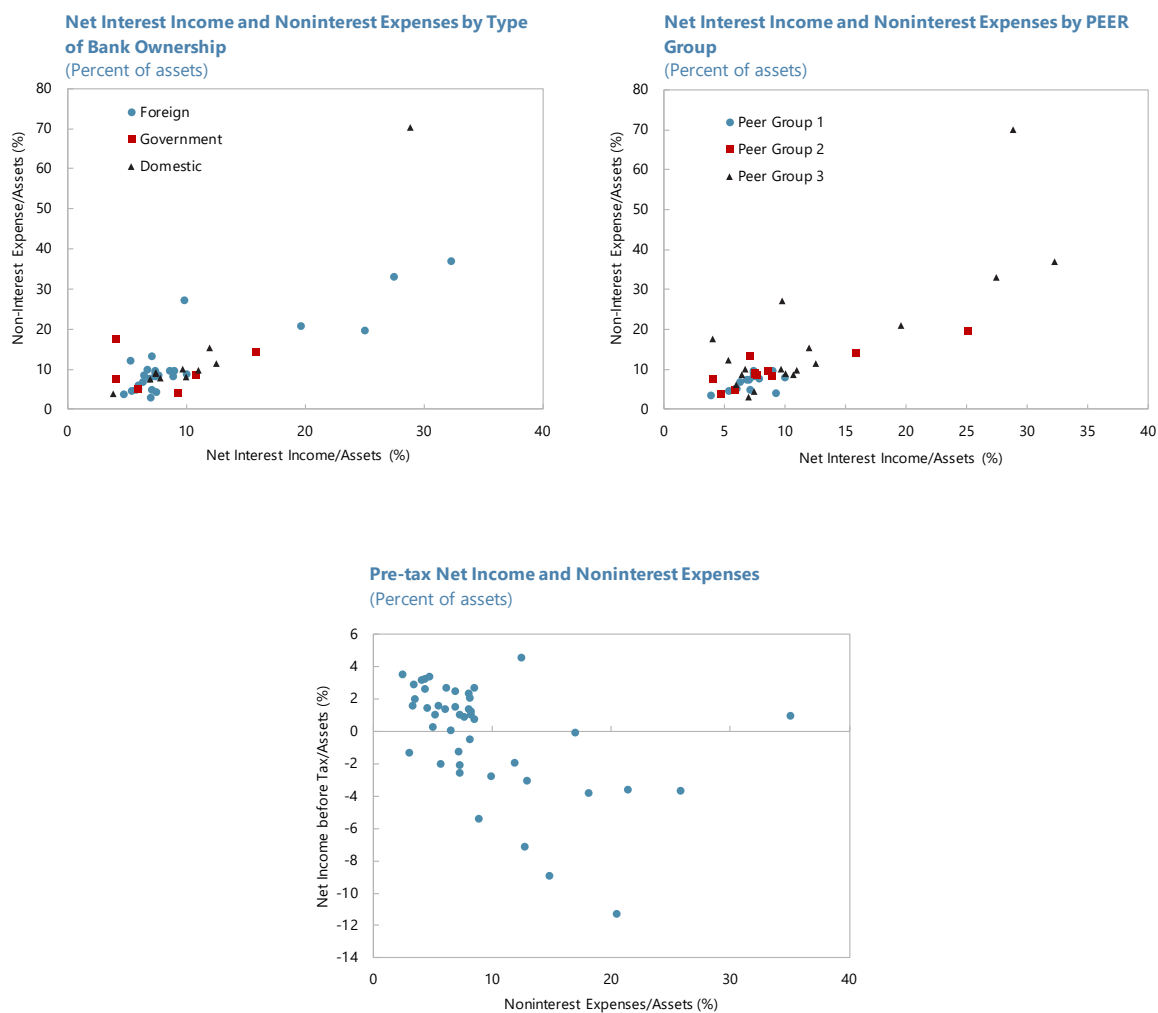 Net Interest Income and Noninterest Expenses by Type
of Bank Ownership
(Percent of assets)
80
70
60
50
40
30
20
10
0
Non-Interest Expense/Assets (%)
Foreign
Government
Domestic
0 10 20 30 40
Net Interest Income/Assets (%)
Net Interest Income and Noninterest Expenses by PEER
Group
(Percent of assets)
80
70
60
50
40
30
20
10
0
Non-Interest Expense/Assets (%)
Peer Group 1
Peer Group 2
Peer Group 3
0 5 10 15 20 25 30 35 40
Net Interest Income/Assets (%)
Pre-tax Net Income and Noninterest Expenses
(Percent of assets)
6
4
2
0
-2
-4
-6
-8
-10
-12
-14
Net Income before Tax/Assets (%)
0 10 20 30 40
Noninterest Expenses/Assets (%)